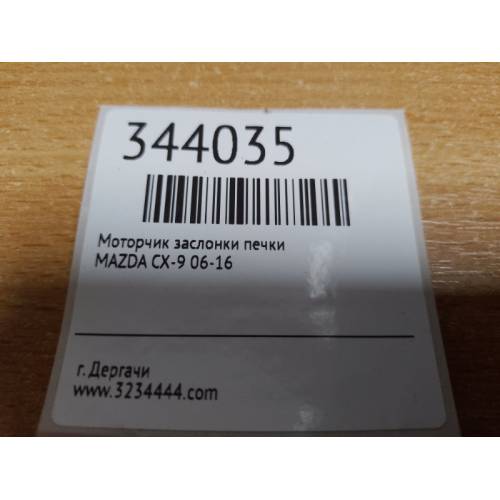 344035
Моторчик заслонки печки
MAZDA CX-9 06-16
г. Дергачи
www.3234444.com